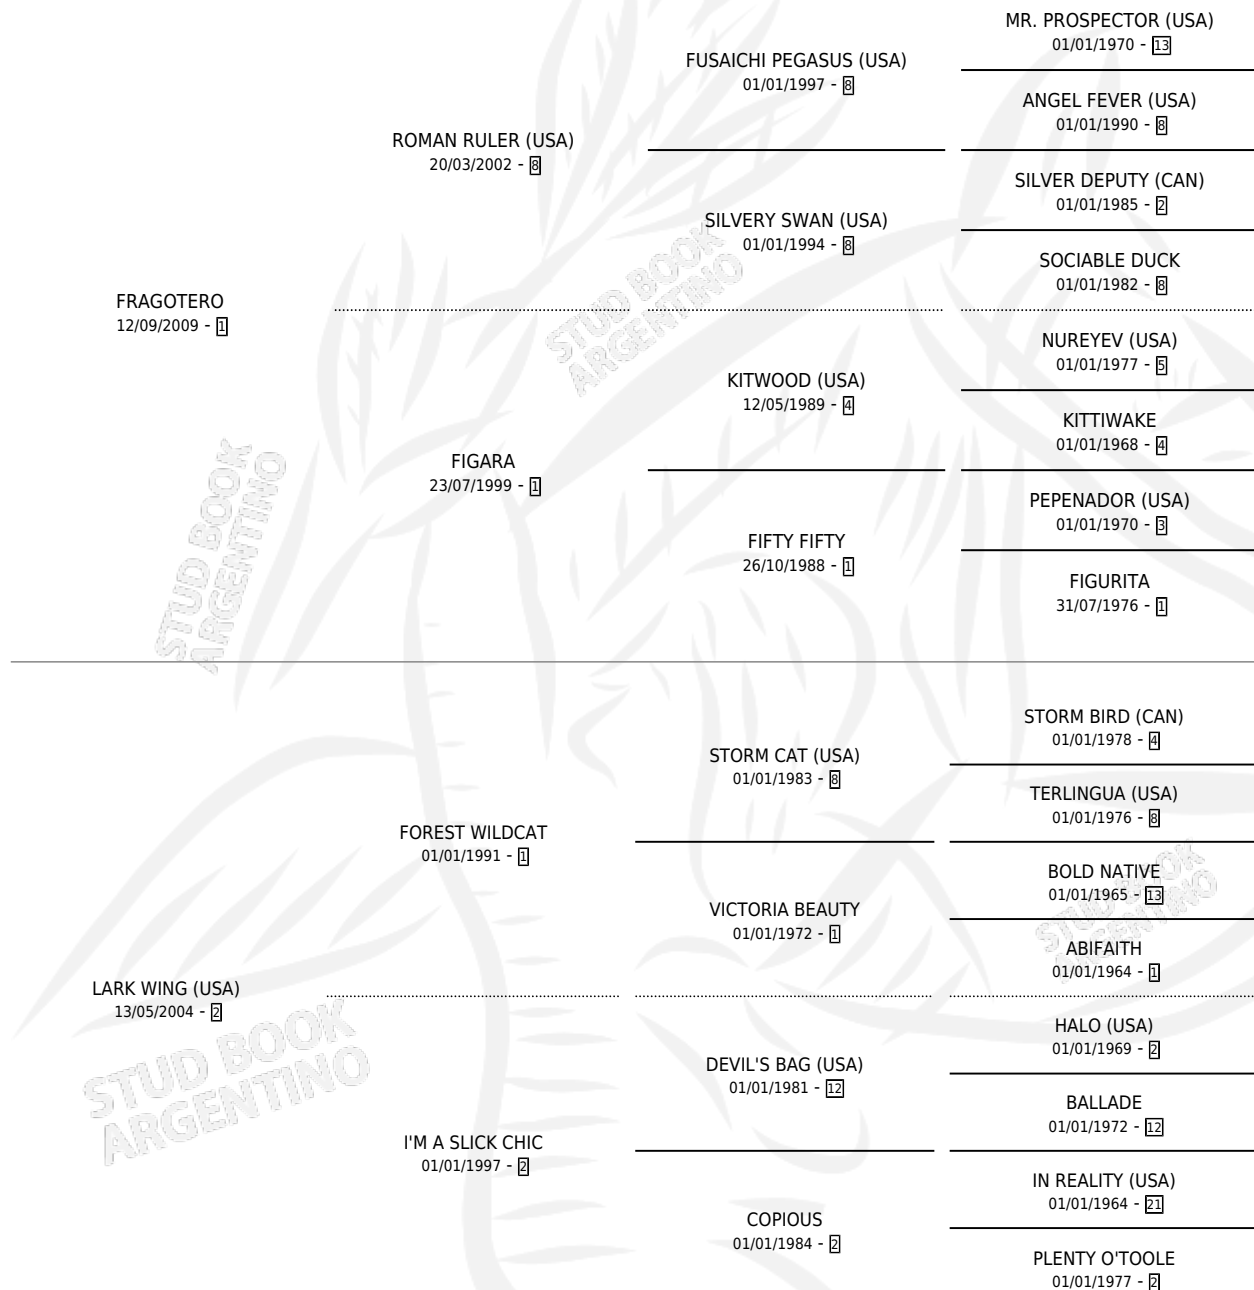 MR. PROSPECTOR (USA)
01/01/1970 - 13
FUSAICHI PEGASUS (USA)
01/01/1997 - 8
ANGEL FEVER (USA)
01/01/1990 - 8
ROMAN RULER (USA)
20/03/2002 - 8
SILVER DEPUTY (CAN)
01/01/1985 - 2
SILVERY SWAN (USA)
01/01/1994 - 8
SOCIABLE DUCK
01/01/1982 - 8
STUD BOOK
ARGENTINO
FRAGOTERO
12/09/2009 - 1
NUREYEV (USA)
01/01/1977 - 5
KITWOOD (USA)
12/05/1989 - 4
KITTIWAKE
01/01/1968 - 4
FIGARA
23/07/1999 - 1
PEPENADOR (USA)
01/01/1970 - 3
FIFTY FIFTY
26/10/1988 - 1
FIGURITA
31/07/1976 - 1
STUD BOOK
ARGENTINO
STORM BIRD (CAN)
01/01/1978 - 4
STORM CAT (USA)
01/01/1983 - 8
TERLINGUA (USA)
01/01/1976 - 8
FOREST WILDCAT
01/01/1991 - 1
BOLD NATIVE
01/01/1965 - 13
VICTORIA BEAUTY
01/01/1972 - 1
ABIFAITH
01/01/1964 - 1
STUD BOOK
ARGENTINO
LARK WING (USA)
13/05/2004 - 2
HALO (USA)
01/01/1969 - 2
DEVIL'S BAG (USA)
01/01/1981 - 12
BALLADE
01/01/1972 - 12
STUD BOOK
ARGENTINO
I'M A SLICK CHIC
01/01/1997 - 2
IN REALITY (USA)
01/01/1964 - 21
COPIOUS
01/01/1984 - 2
PLENTY O'TOOLE
01/01/1977 - 2